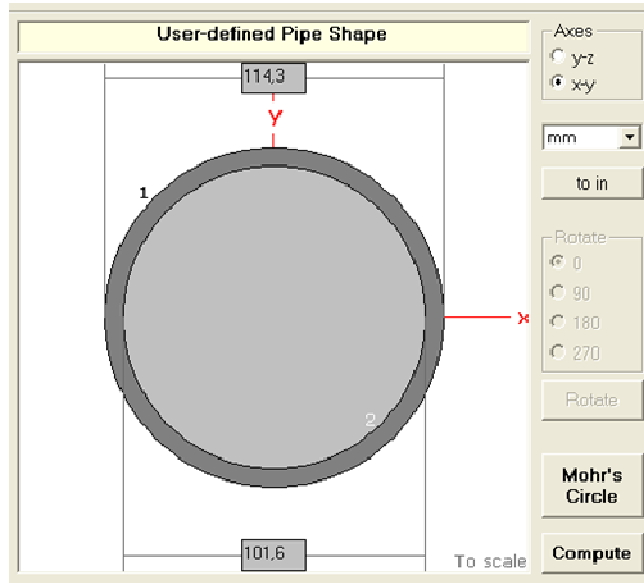 User-defined Pipe Shape
114,3
Y
1
x
2
101,6
To scale
Axes
y-z
x-y
mm
to in
Rotate
0
90
180
270
Rotate
Mohr's
Circle
Compute